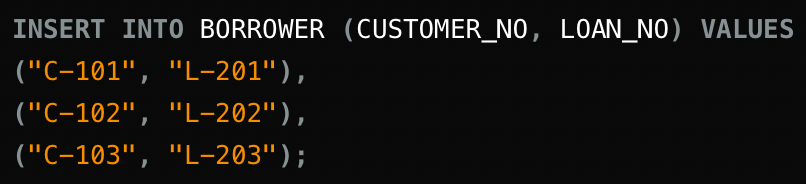 INSERT INTO BORROWER (CUSTOMER_NO, LOAN_NO) VALUES
("C-101", "L-201"),
("C-102", "L-202"),
("C-103", "L-203");